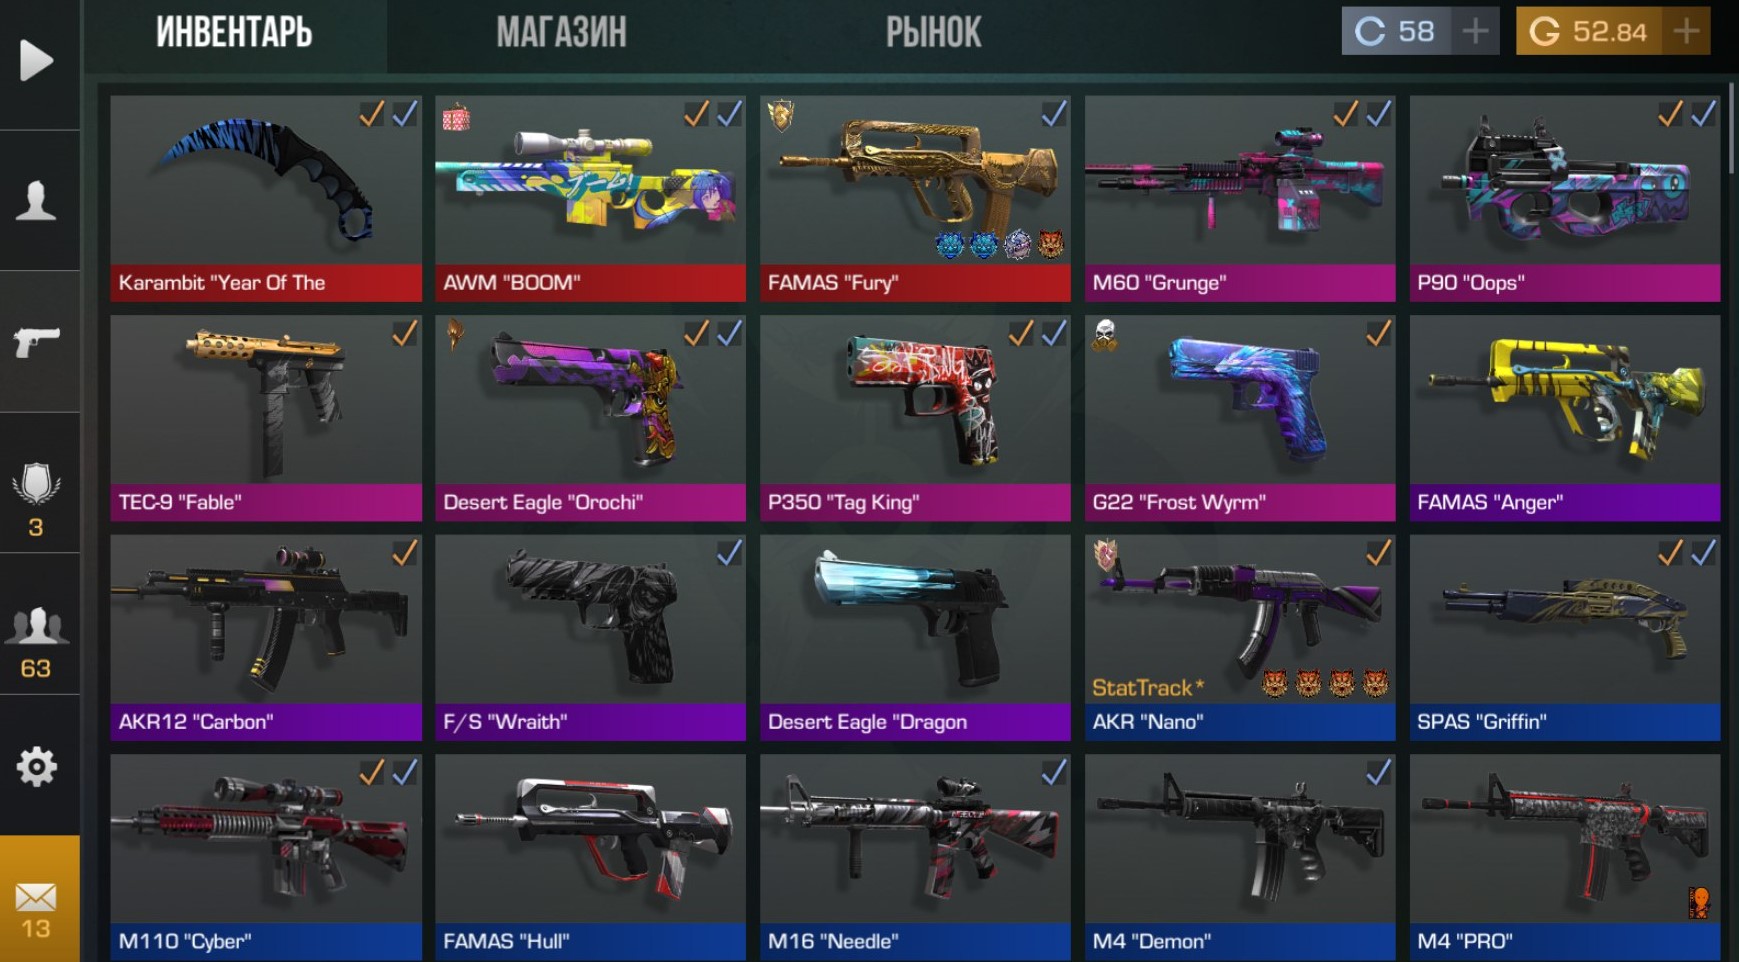 ИНВЕНТАРЬ МАГАЗИН РЫНОК C 58 + G 52.84 +
Karambit "Year Of The
AWM "BOOM"
FAMAS "Fury"
M60 "Grunge"
P90 "Oops"
TEC-9 "Fable"
Desert Eagle "Orochi"
P350 "Tag King"
G22 "Frost Wyrm"
FAMAS "Anger"
3
63
AKR12 "Carbon"
F/S "Wraith"
Desert Eagle "Dragon
StatTrack*
AKR "Nano"
SPAS "Griffin"
13
M110 "Cyber"
FAMAS "Hull"
M16 "Needle"
M4 "Demon"
M4 "PRO"